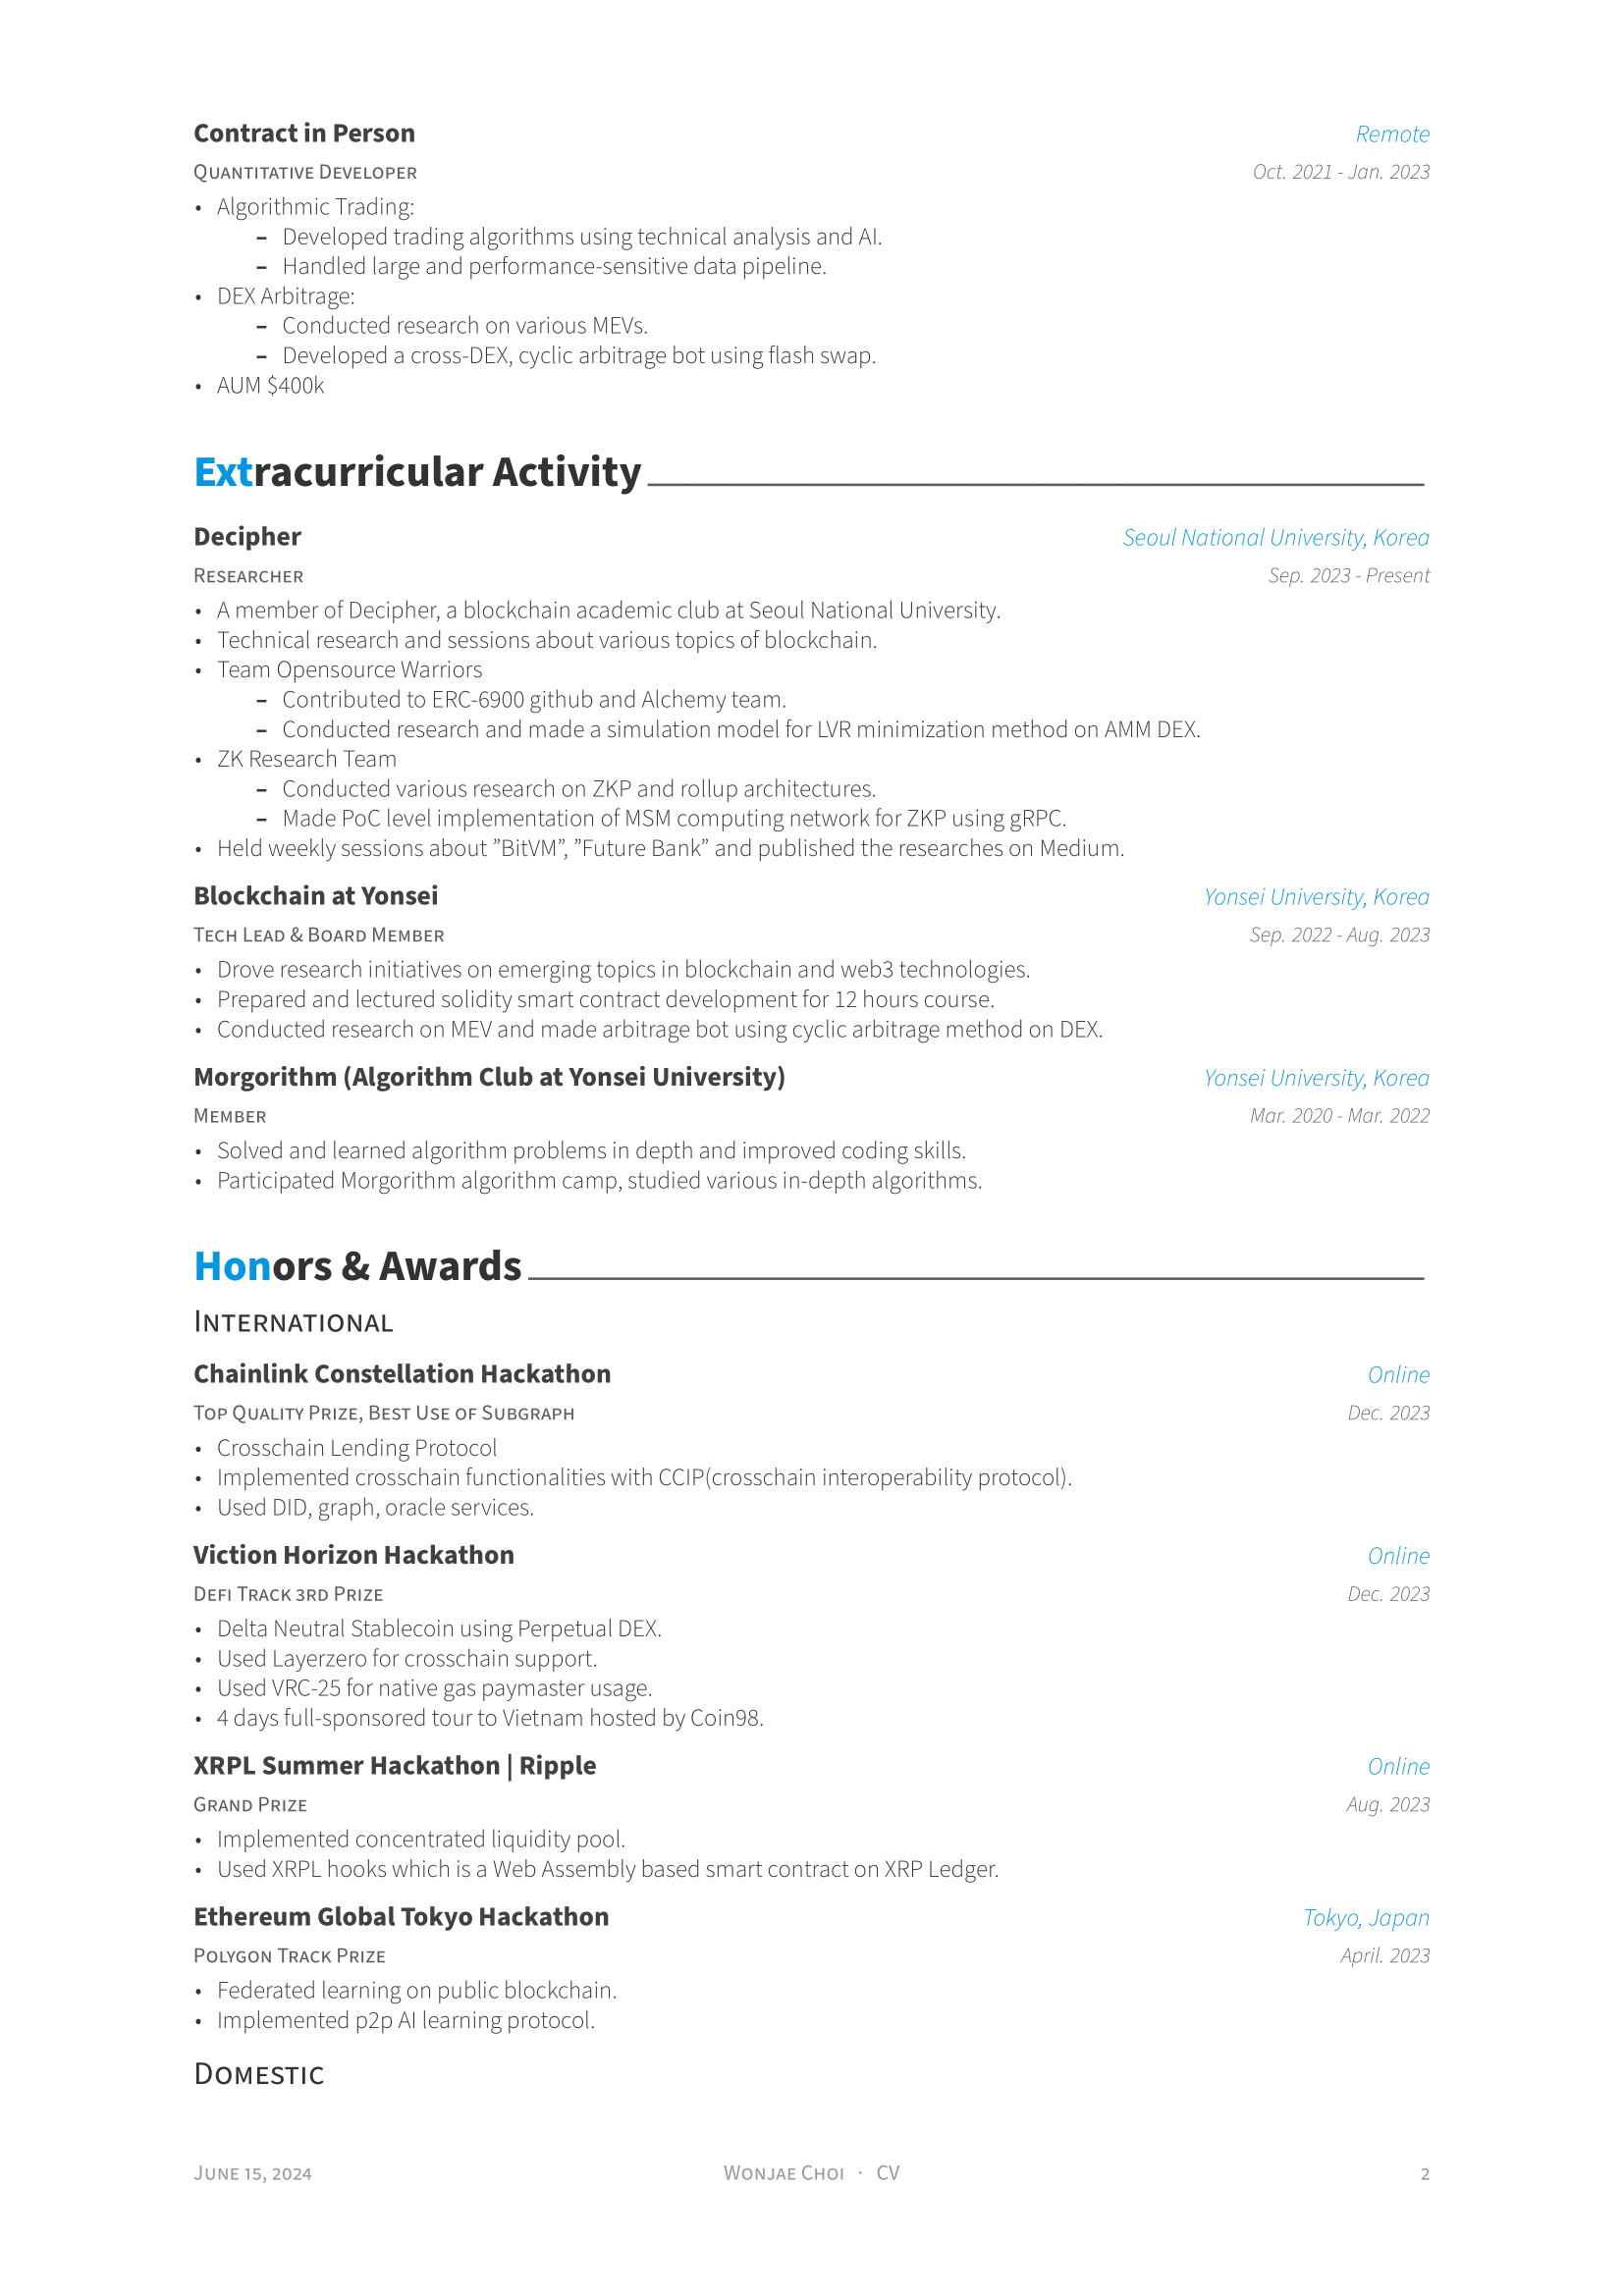 Contract in Person Remote
Quantitative Developer Oct. 2021 - Jan. 2023
• Algorithmic Trading:
– Developed trading algorithms using technical analysis and AI.
– Handled large and performance-sensitive data pipeline.
• DEX Arbitrage:
– Conducted research on various MEVs.
– Developed a cross-DEX, cyclic arbitrage bot using flash swap.
• AUM $400k
Extracurricular Activity
Decipher Seoul National University, Korea
Researcher Sep. 2023 - Present
• A member of Decipher, a blockchain academic club at Seoul National University.
• Technical research and sessions about various topics of blockchain.
• Team Opensource Warriors
– Contributed to ERC-6900 github and Alchemy team.
– Conducted research and made a simulation model for LVR minimization method on AMM DEX.
• ZK Research Team
– Conducted various research on ZKP and rollup architectures.
– Made PoC level implementation of MSM computing network for ZKP using gRPC.
• Held weekly sessions about ”BitVM”, ”Future Bank” and published the researches on Medium.
Blockchain at Yonsei Yonsei University, Korea
Tech Lead & Board Member Sep. 2022 - Aug. 2023
• Drove research initiatives on emerging topics in blockchain and web3 technologies.
• Prepared and lectured solidity smart contract development for 12 hours course.
• Conducted research on MEV and made arbitrage bot using cyclic arbitrage method on DEX.
Morgorithm (Algorithm Club at Yonsei University) Yonsei University, Korea
Member Mar. 2020 - Mar. 2022
• Solved and learned algorithm problems in depth and improved coding skills.
• Participated Morgorithm algorithm camp, studied various in-depth algorithms.
Honors & Awards
International
Chainlink Constellation Hackathon Online
Top Quality Prize, Best Use of Subgraph Dec. 2023
• Crosschain Lending Protocol
• Implemented crosschain functionalities with CCIP(crosschain interoperability protocol).
• Used DID, graph, oracle services.
Viction Horizon Hackathon Online
Defi Track 3rd Prize Dec. 2023
• Delta Neutral Stablecoin using Perpetual DEX.
• Used Layerzero for crosschain support.
• Used VRC-25 for native gas paymaster usage.
• 4 days full-sponsored tour to Vietnam hosted by Coin98.
XRPL Summer Hackathon | Ripple Online
Grand Prize Aug. 2023
• Implemented concentrated liquidity pool.
• Used XRPL hooks which is a Web Assembly based smart contract on XRP Ledger.
Ethereum Global Tokyo Hackathon Tokyo, Japan
Polygon Track Prize April. 2023
• Federated learning on public blockchain.
• Implemented p2p AI learning protocol.
Domestic
June 15, 2024 Wonjae Choi · CV 2